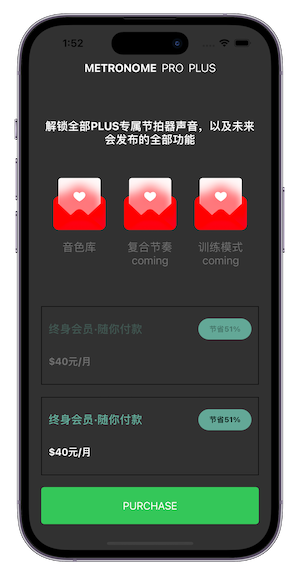 1:52
METRONOME PRO PLUS
解锁全部PLUS专属节拍器声音，以及未来
会发布的全部功能
音色库
复合节奏
coming
训练模式
coming
终身会员·随你付款
节省51%
$40元/月
终身会员·随你付款
节省51%
$40元/月
PURCHASE